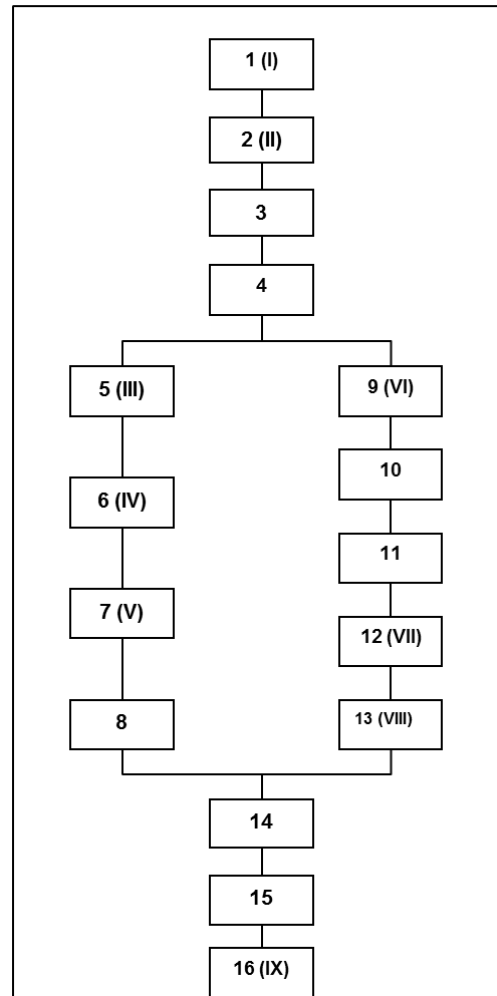 1 (I)
2 (II)
3
4
5 (III)
6 (IV)
7 (V)
8
9 (VI)
10
11
12 (VII)
13 (VIII)
14
15
16 (IX)